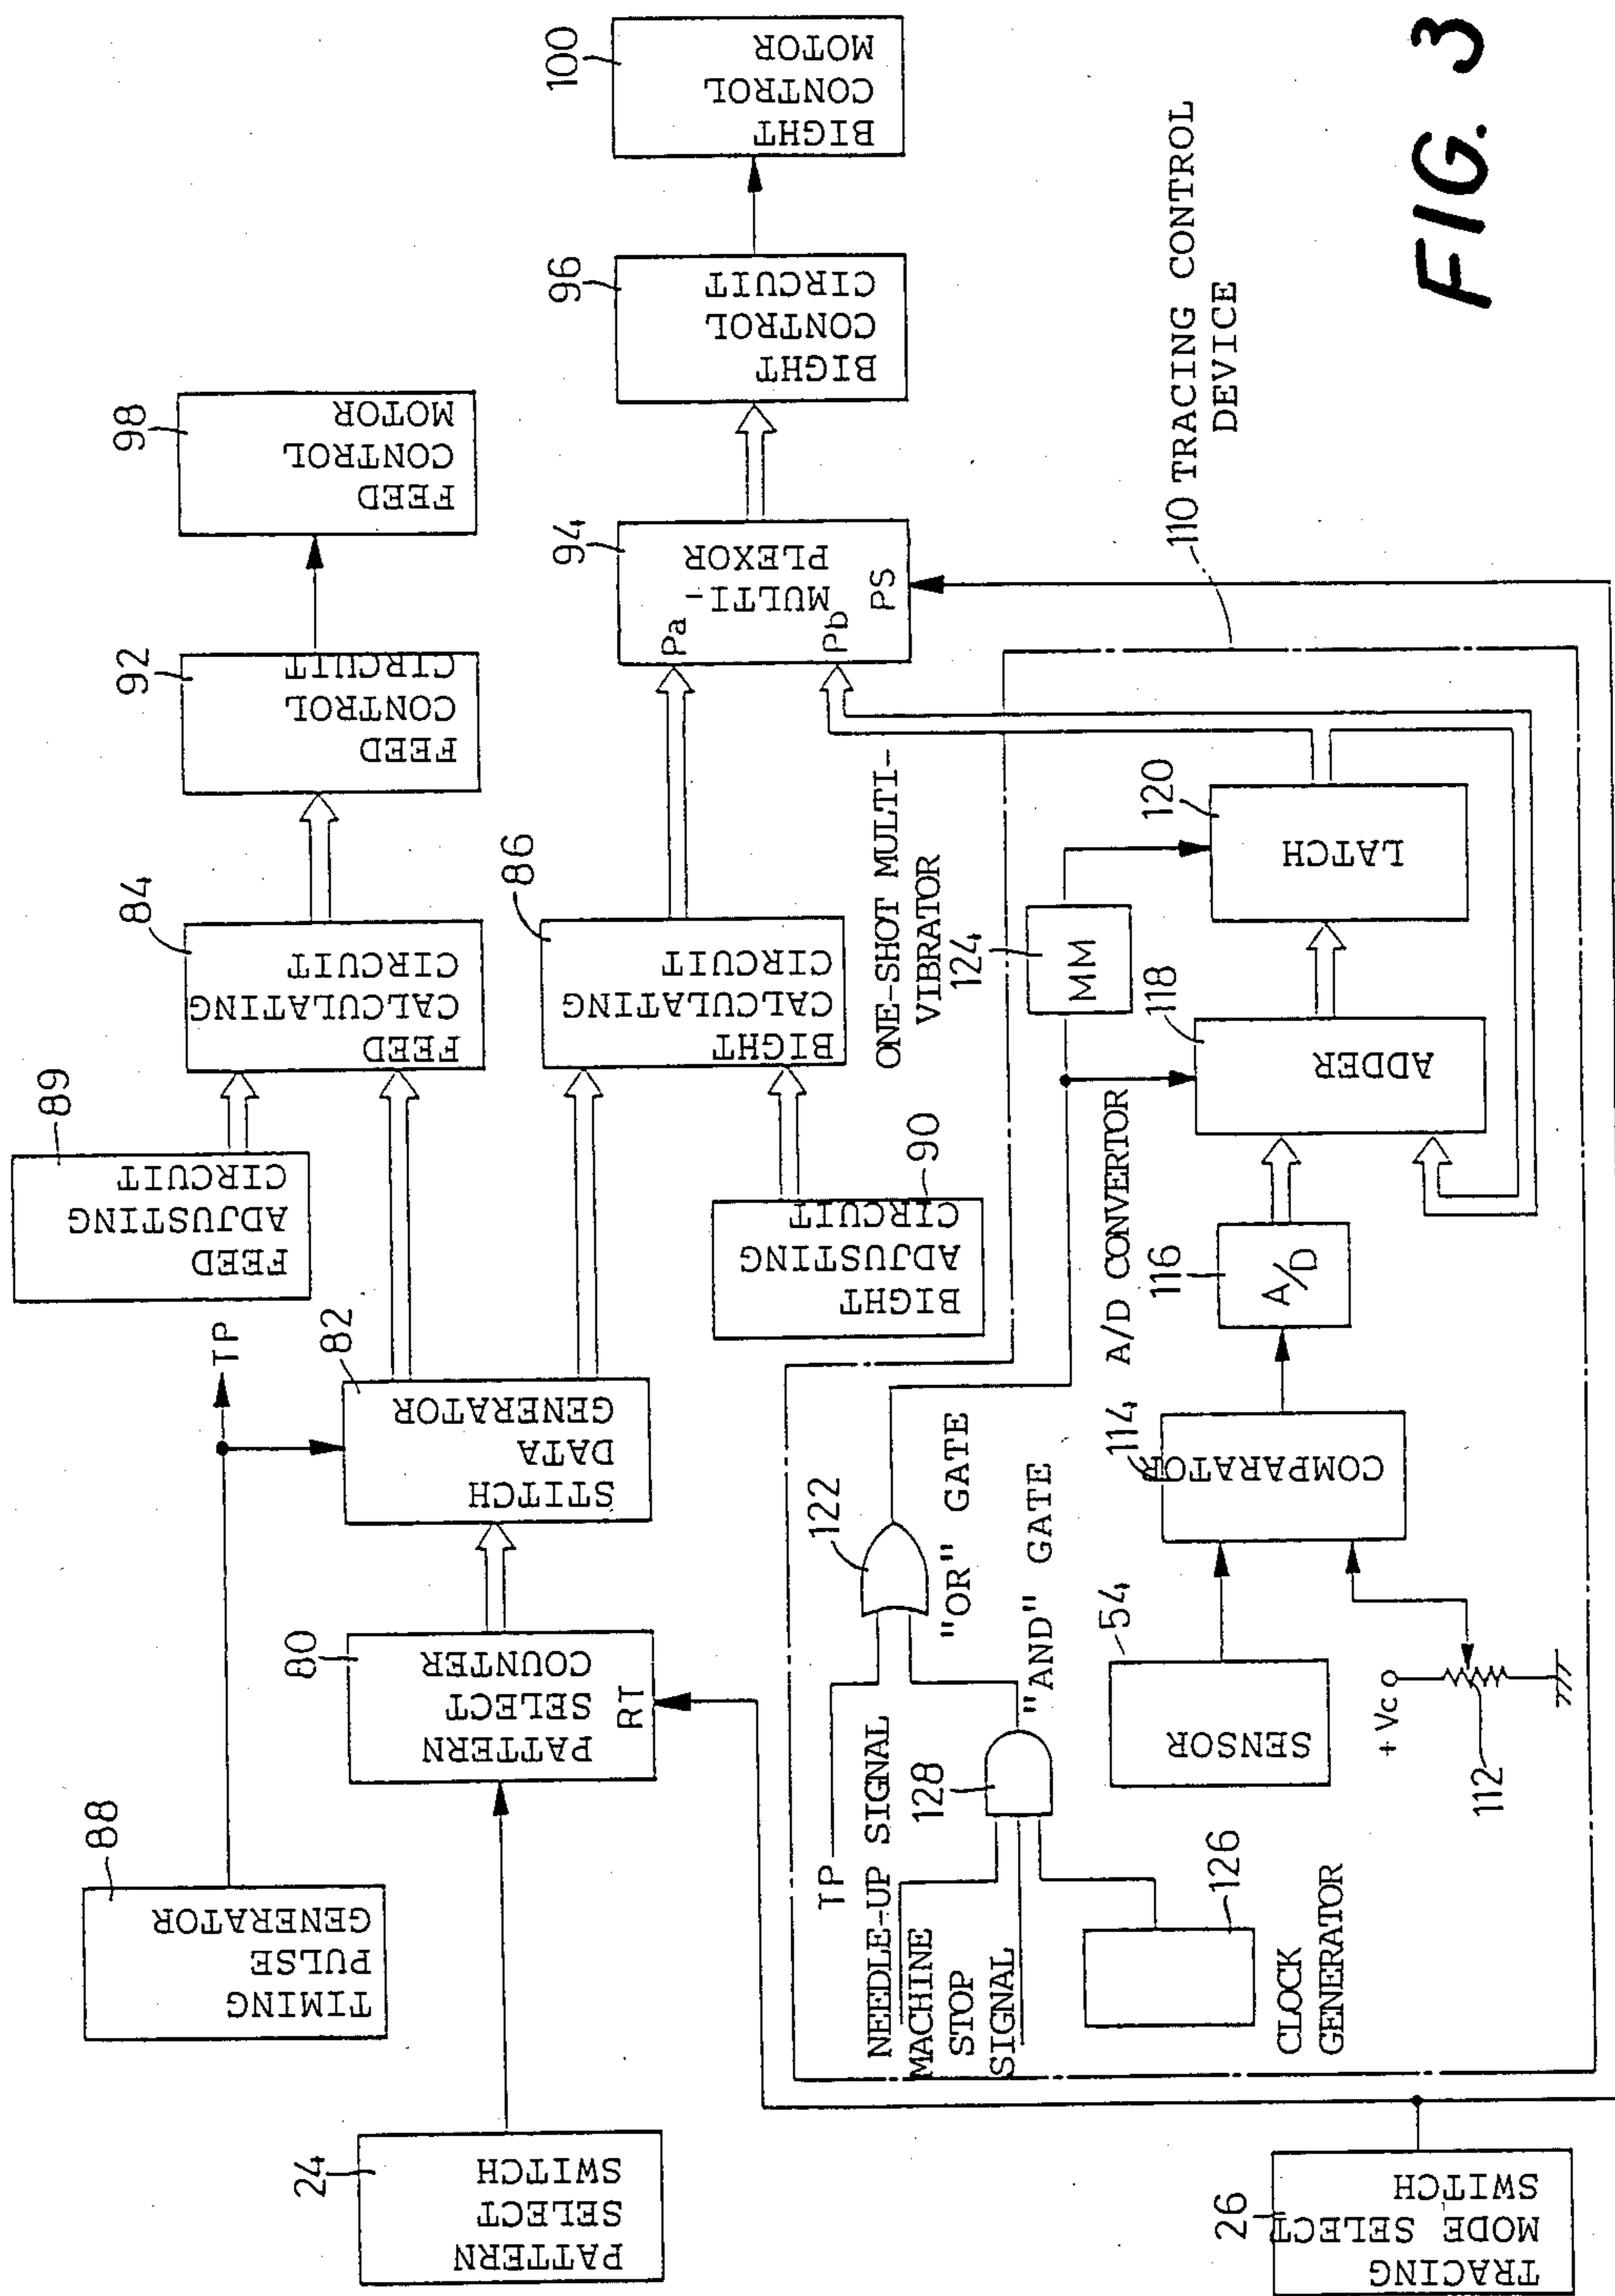 88
TIMING
PULSE
GENERATOR
TP
89
FEED
ADJUSTING
CIRCUIT
84
FEED
CALCULATING
CIRCUIT
92
FEED
CONTROL
CIRCUIT
98
FEED
CONTROL
MOTOR
24
PATTERN
SELECT
SWITCH
80
PATTERN
SELECT
COUNTER
RT
82
STITCH
DATA
GENERATOR
86
BIGHT
CALCULATING
CIRCUIT
90
BIGHT
ADJUSTING
CIRCUIT
94
MULTI-
PLEXOR
Pa
Pb
PS
96
BIGHT
CONTROL
CIRCUIT
100
BIGHT
CONTROL
MOTOR
26
TRACING
MODE SELECT
SWITCH
TP
NEEDLE-UP SIGNAL
MACHINE
STOP
SIGNAL
128
"AND" GATE
122
"OR" GATE
126
CLOCK
GENERATOR
ONE-SHOT MULTI-
VIBRATOR
124
MM
54
SENSOR
+Vc
112
114
COMPARATOR
A/D CONVERTOR
116
A/D
118
ADDER
120
LATCH
110 TRACING CONTROL
DEVICE
FIG. 3